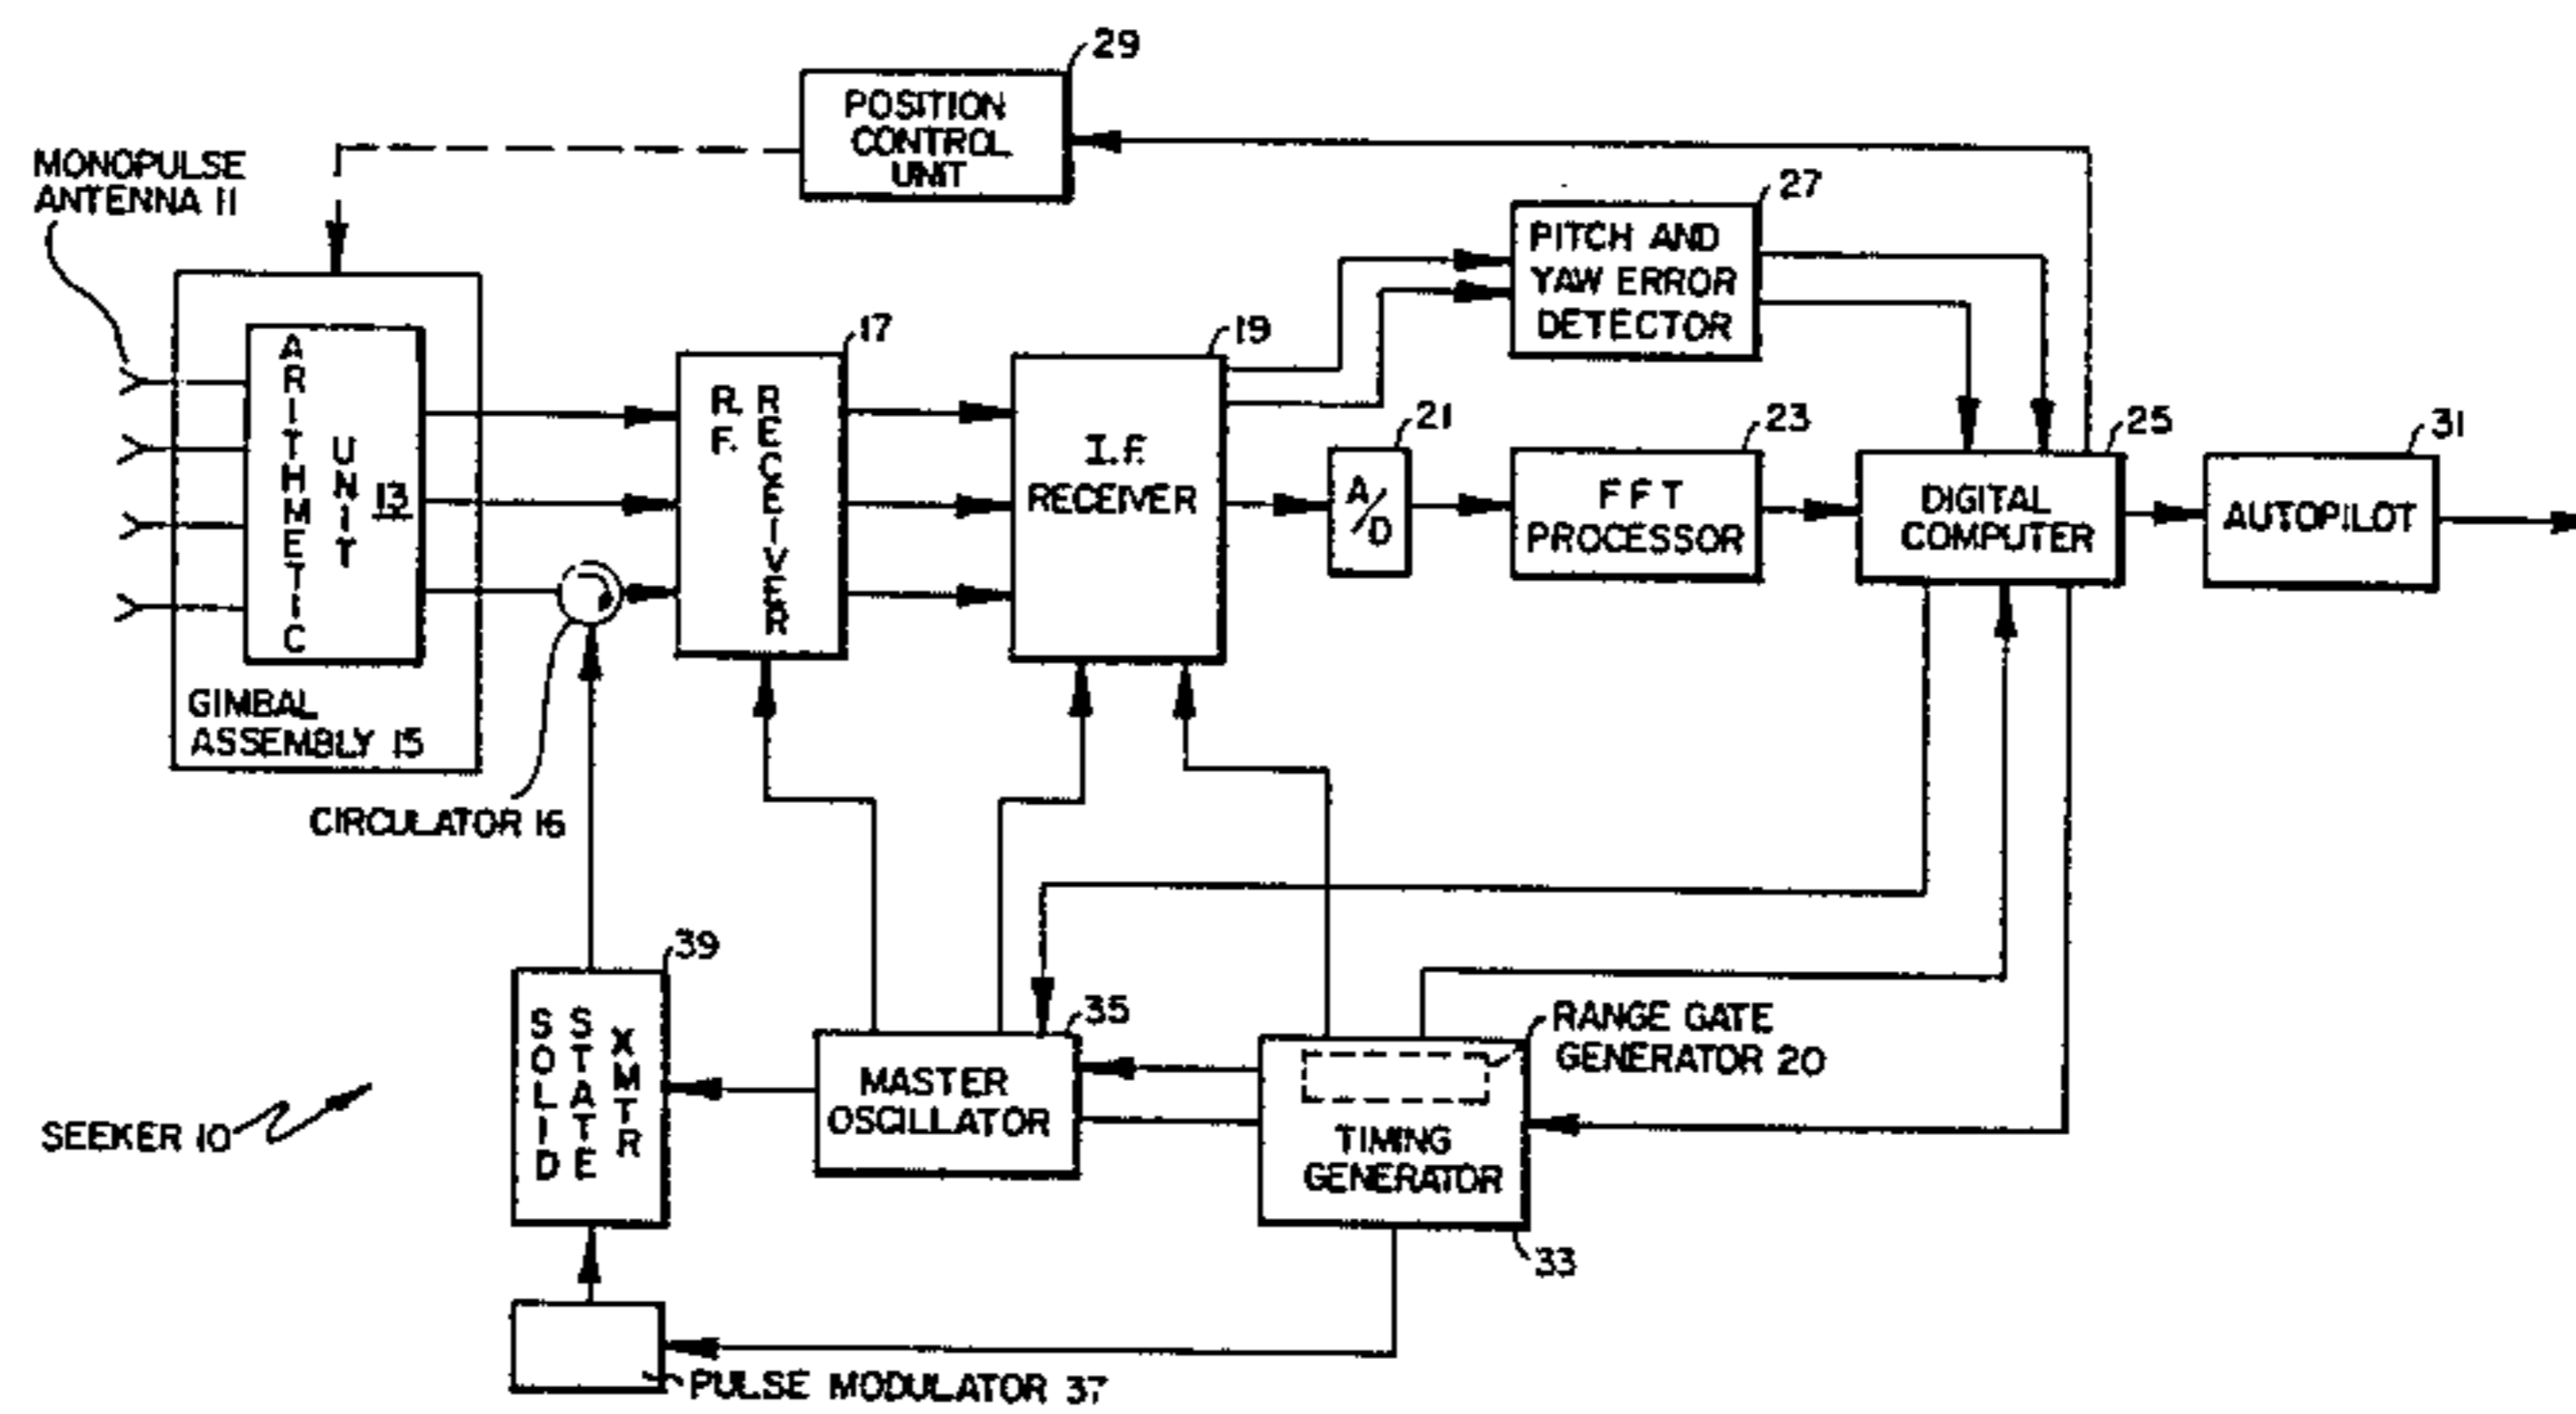 29
POSITION
CONTROL
UNIT
MONOPULSE
ANTENNA 11
27
PITCH AND
YAW ERROR
DETECTOR
ARITHMETIC
UNIT
13
GIMBAL
ASSEMBLY 15
17
R.F.
RECEIVER
19
I.F.
RECEIVER
21
A/D
23
FFT
PROCESSOR
25
DIGITAL
COMPUTER
31
AUTOPILOT
CIRCULATOR 16
39
SOLID
STATE
XMTR
35
MASTER
OSCILLATOR
RANGE GATE
GENERATOR 20
TIMING
GENERATOR
33
SEEKER 10
PULSE MODULATOR 37